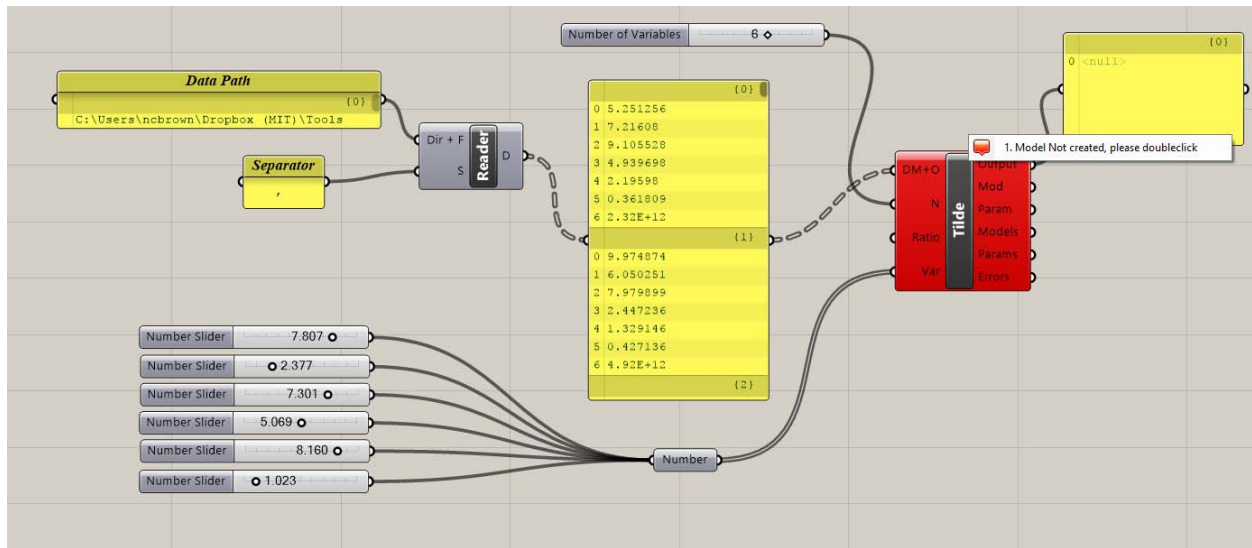 Number of Variables 6
{0}
0 <null>
Data Path
{0}
C:\Users\ncbrown\Dropbox (MIT)\Tools
Separator
,
Dir + F
S
Reader
D
{0}
0 5.251256
1 7.21608
2 9.105528
3 4.939698
4 2.19598
5 0.361809
6 2.32E+12
{1}
0 9.974874
1 6.050251
2 7.979899
3 2.447236
4 1.329146
5 0.427136
6 4.92E+12
{2}
1. Model Not created, please doubleclick
DM+O
N
Ratio
Var
Tilde
Output
Mod
Param
Models
Params
Errors
Number Slider 7.807
Number Slider 2.377
Number Slider 7.301
Number Slider 5.069
Number Slider 8.160
Number Slider 1.023
Number